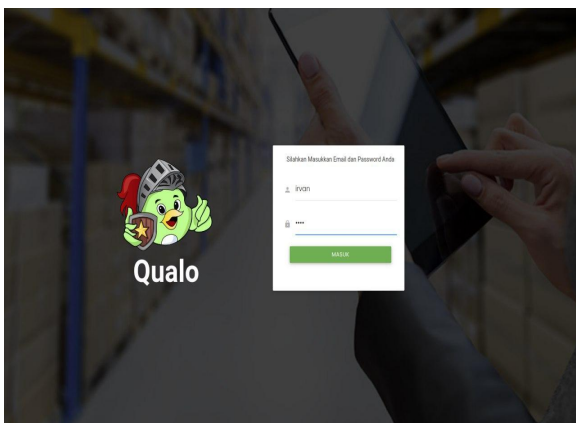 Qualo
Silahkan Masukkan Email dan Password Anda
irvan
••••
MASUK